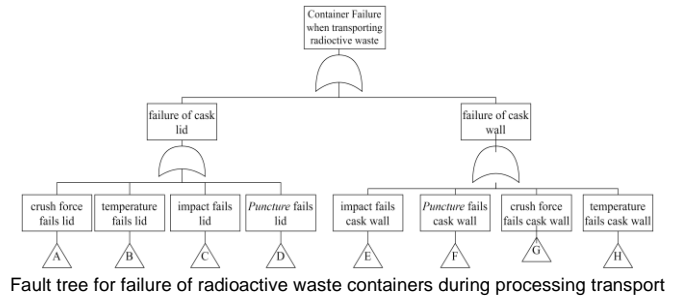 Container Failure
when transporting
radioctive waste
failure of cask
lid
failure of cask
wall
crush force
fails lid
temperature
fails lid
impact fails
lid
Puncture fails
lid
impact fails
cask wall
Puncture fails
cask wall
crush force
fails cask wall
temperature
fails cask wall
A
B
C
D
E
F
G
H
Fault tree for failure of radioactive waste containers during processing transport